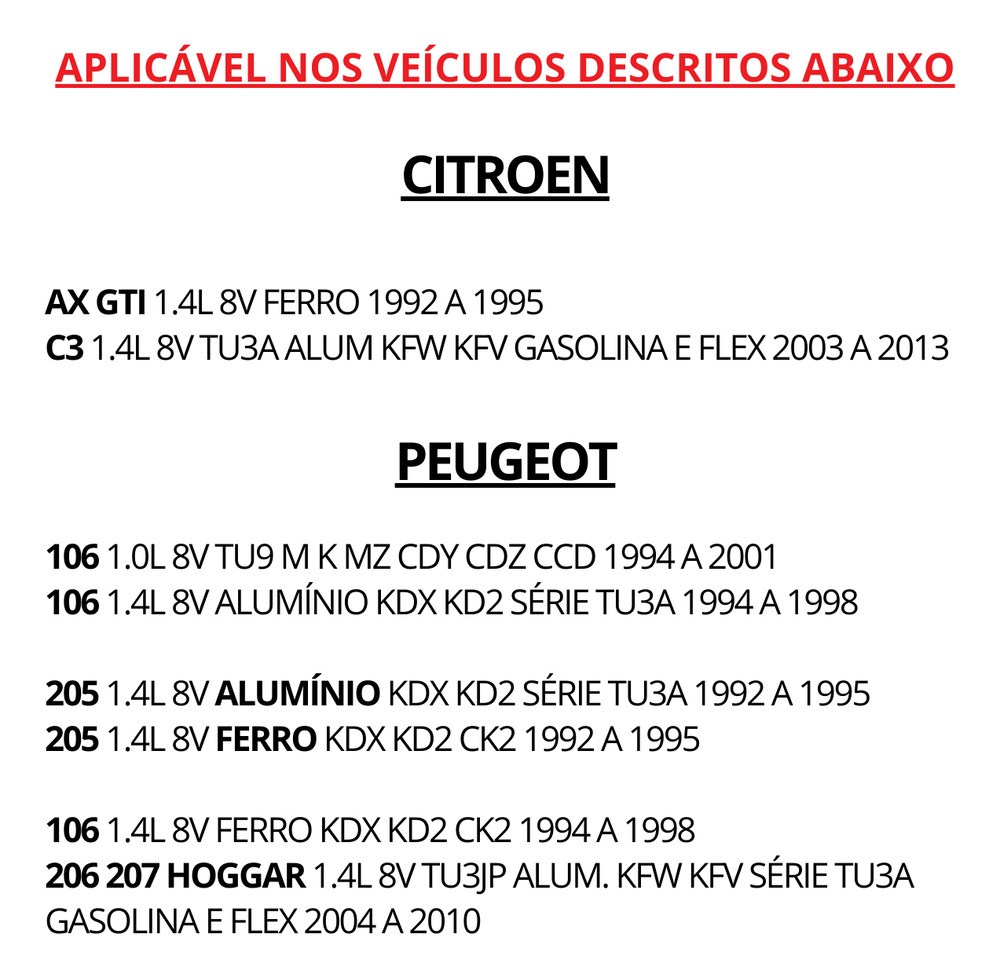 APLICÁVEL NOS VEÍCULOS DESCRITOS ABAIXO
CITROEN
AX GTI 1.4L 8V FERRO 1992 A 1995
C3 1.4L 8V TU3A ALUM KFW KFV GASOLINA E FLEX 2003 A 2013
PEUGEOT
106 1.0L 8V TU9 M K MZ CDY CDZ CCD 1994 A 2001
106 1.4L 8V ALUMÍNIO KDX KD2 SÉRIE TU3A 1994 A 1998
205 1.4L 8V ALUMÍNIO KDX KD2 SÉRIE TU3A 1992 A 1995
205 1.4L 8V FERRO KDX KD2 CK2 1992 A 1995
106 1.4L 8V FERRO KDX KD2 CK2 1994 A 1998
206 207 HOGGAR 1.4L 8V TU3JP ALUM. KFW KFV SÉRIE TU3A
GASOLINA E FLEX 2004 A 2010